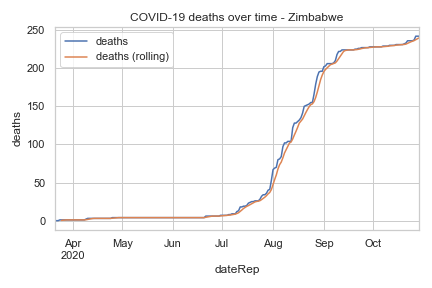 COVID-19 deaths over time - Zimbabwe
deaths
deaths (rolling)
250
200
150
100
50
0
deaths
Apr
2020
May
Jun
Jul
Aug
Sep
Oct
dateRep